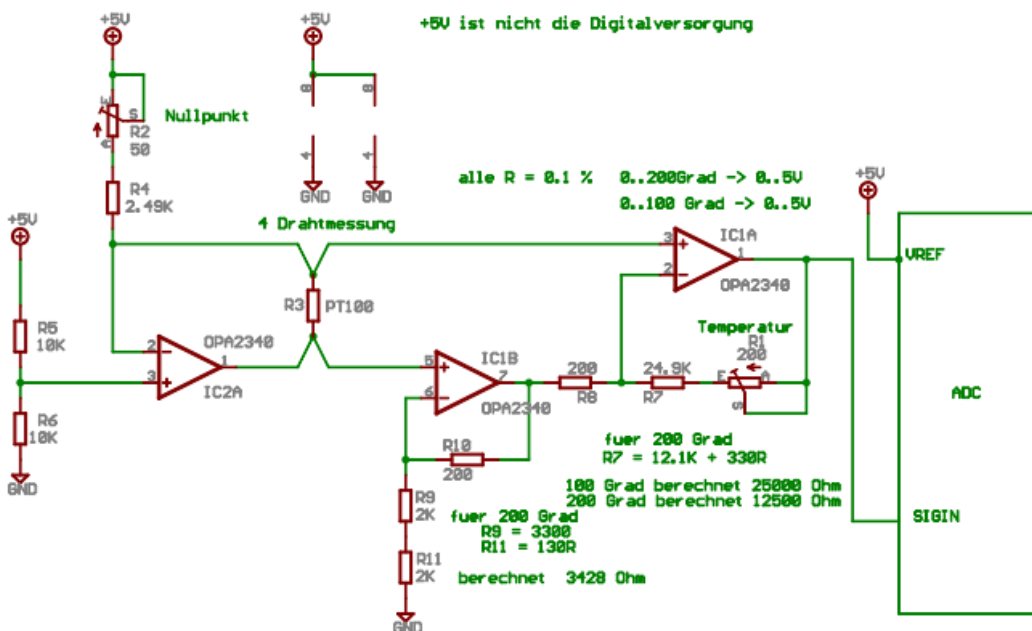 +5V
+5V
+5V ist nicht die Digitalversorgung
E
S
A
R2
50
Nullpunkt
8
8
4
4
GND
GND
R4
2.49K
alle R = 0.1 % 0..200Grad -> 0..5V
0..100 Grad -> 0..5V
+5V
+5V
4 Drahtmessung
3
2
1
IC1A
OPA2340
VREF
R3
PT100
R5
10K
2
3
1
OPA2340
IC2A
Temperatur
R1
200
5
6
7
IC1B
OPA2340
200
R8
24.9K
R7
E
A
S
ADC
R6
10K
GND
R10
200
fuer 200 Grad
R7 = 12.1K + 330R
100 Grad berechnet 25000 Ohm
200 Grad berechnet 12500 Ohm
SIGIN
R9
2K
fuer 200 Grad
R9 = 3300
R11 = 130R
R11
2K
berechnet 3428 Ohm
GND